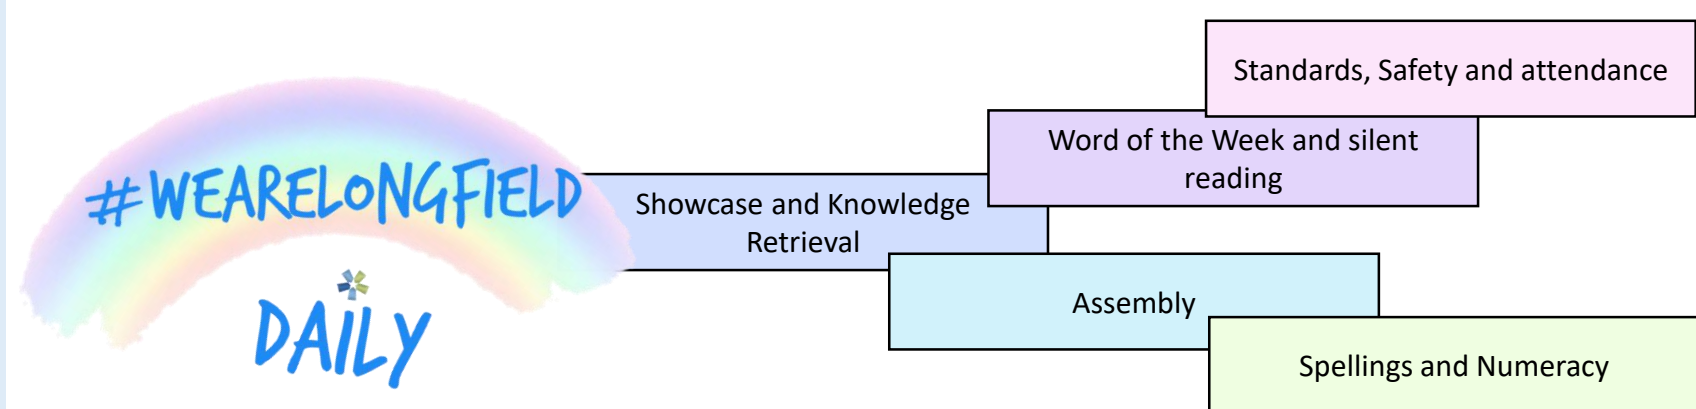 #WEARELONGFIELD
DAILY
Standards, Safety and attendance
Word of the Week and silent
reading
Showcase and Knowledge
Retrieval
Assembly
Spellings and Numeracy